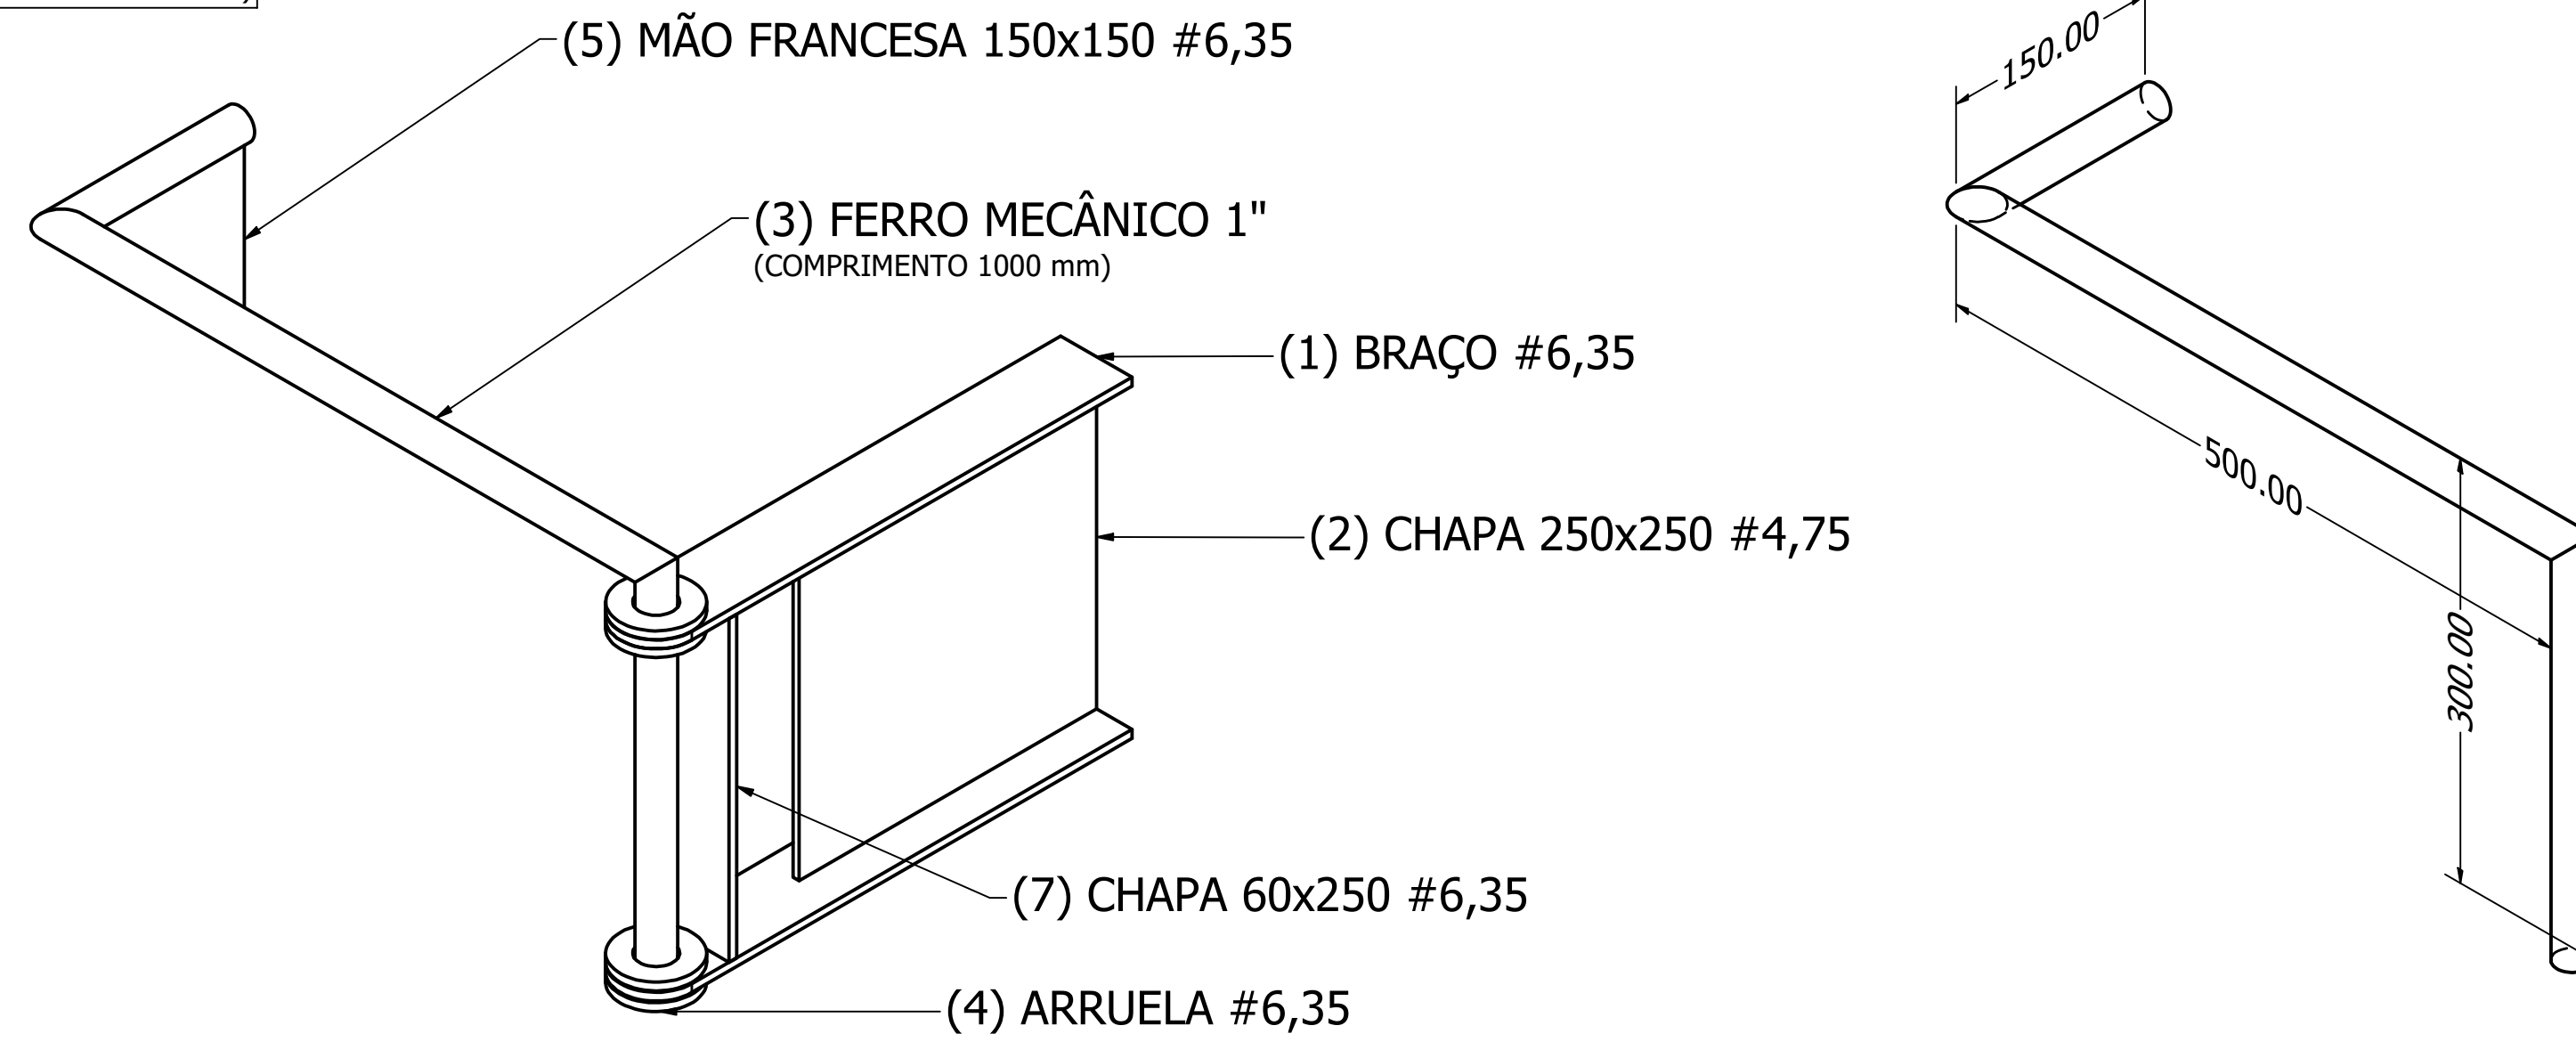 (5) MÃO FRANCESA 150x150 #6,35
150.00
(3) FERRO MECÂNICO 1"
(COMPRIMENTO 1000 mm)
(1) BRAÇO #6,35
500.00
(2) CHAPA 250x250 #4,75
300.00
(7) CHAPA 60x250 #6,35
(4) ARRUELA #6,35